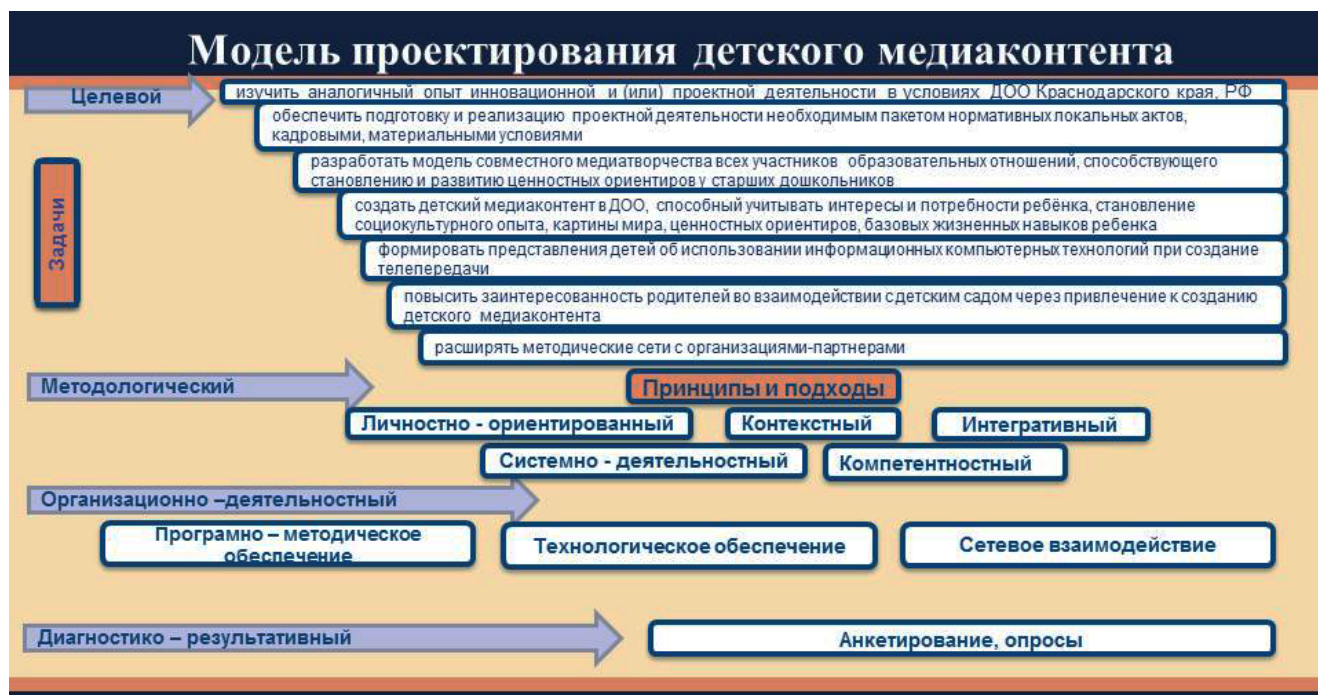 Модель проектирования детского медиаконтента
Целевой
изучить аналогичный опыт инновационной и (или) проектной деятельности в условиях ДОО Краснодарского края, РФ
обеспечить подготовку и реализацию проектной деятельности необходимым пакетом нормативных локальных актов,
кадровыми, материальными условиями
Задачи
разработать модель совместного медиатворчества всех участников образовательных отношений, способствующего
становлению и развитию ценностных ориентиров у старших дошкольников
создать детский медиаконтент в ДОО, способный учитывать интересы и потребности ребёнка, становление
социокультурного опыта, картины мира, ценностных ориентиров, базовых жизненных навыков ребенка
формировать представления детей об использовании информационных компьютерных технологий при создание
телепередачи
повысить заинтересованность родителей во взаимодействии с детским садом через привлечение к созданию
детского медиаконтента
расширять методические сети с организациями-партнерами
Методологический
Принципы и подходы
Личностно - ориентированный
Контекстный
Интегративный
Системно - деятельностный
Компетентностный
Организационно –деятельностный
Програмно – методическое
обеспечение
Технологическое обеспечение
Сетевое взаимодействие
Диагностико – результативный
Анкетирование, опросы